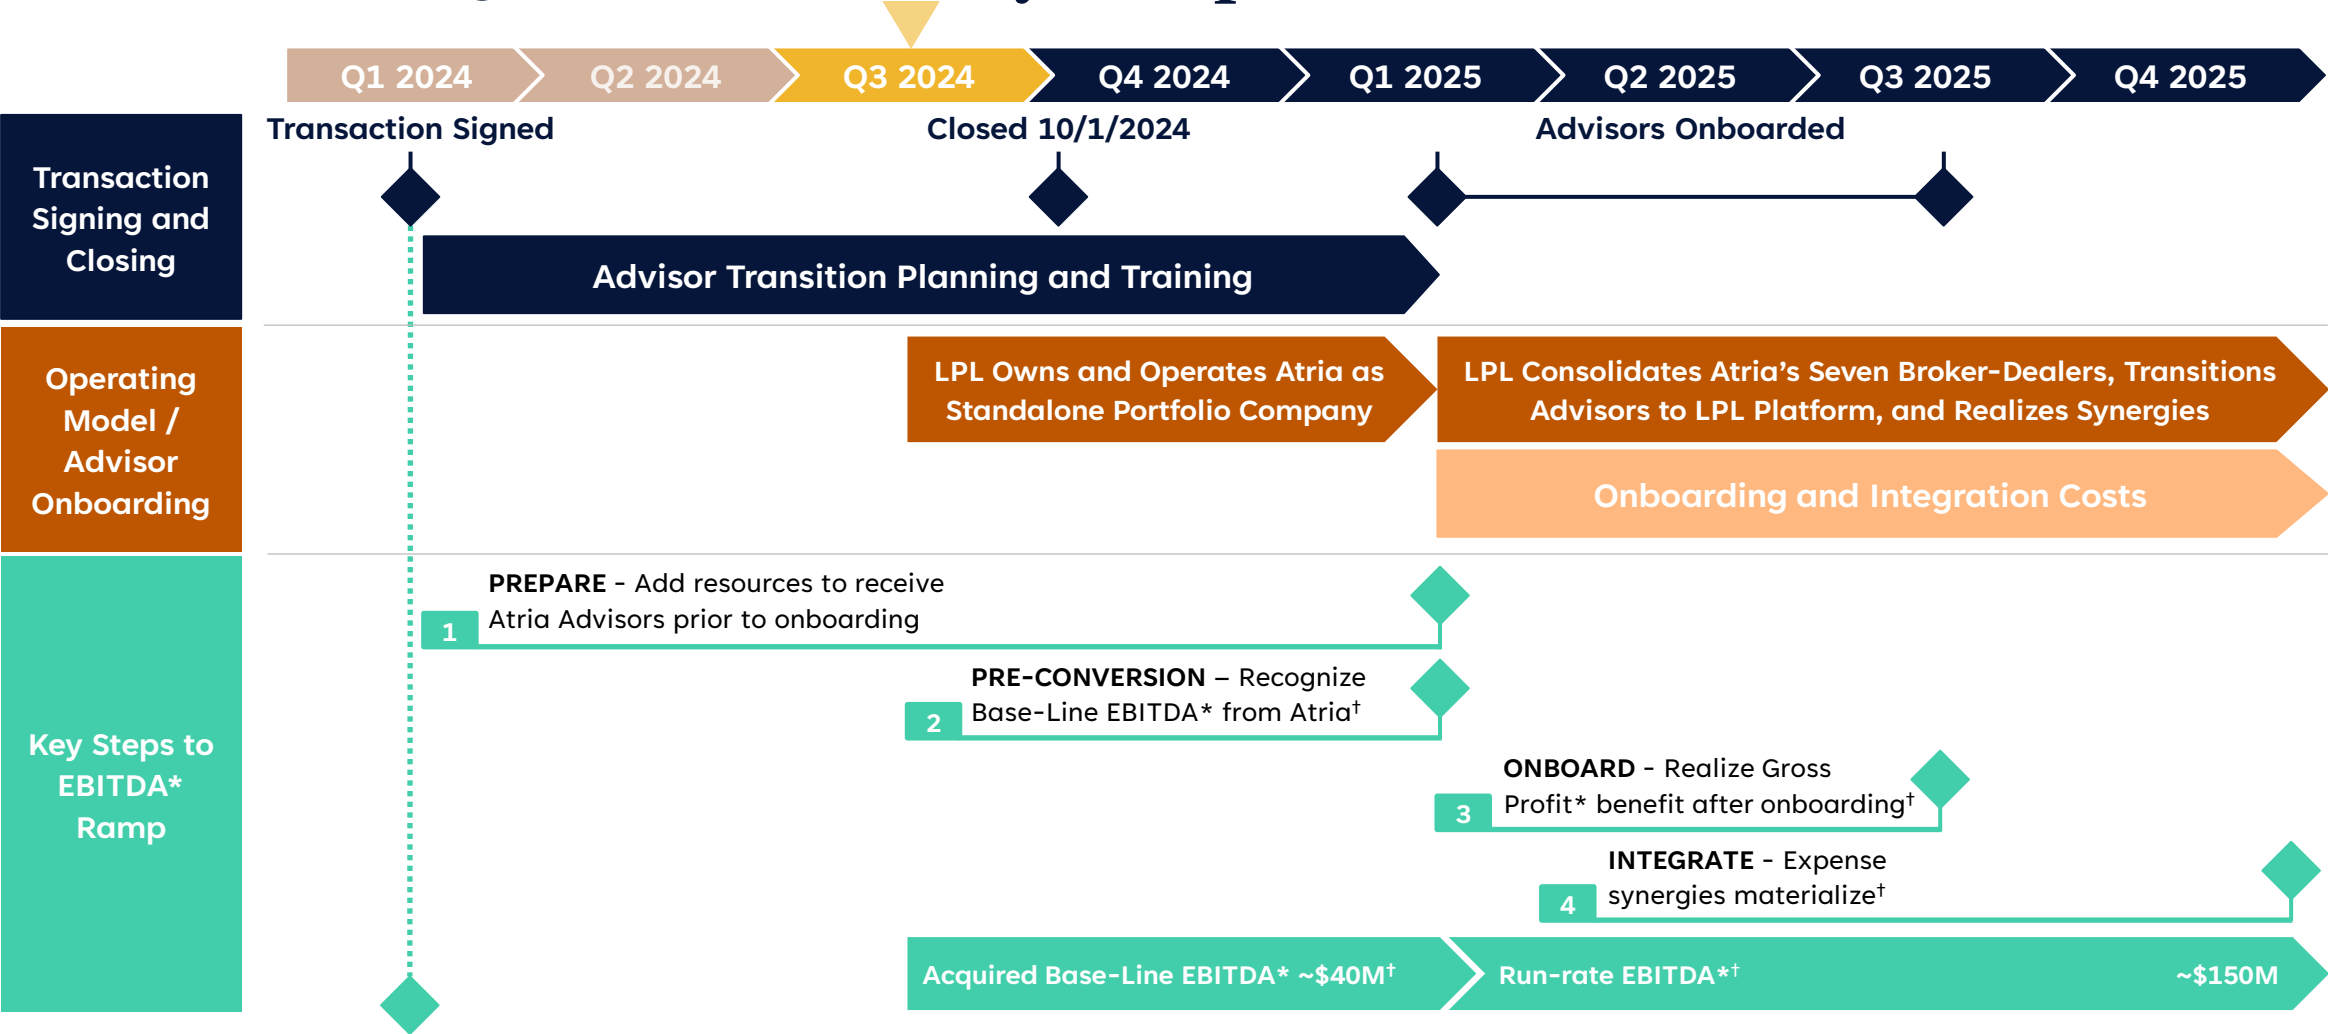 Q1 2024
Q2 2024
Q3 2024
Q4 2024
Q1 2025
Q2 2025
Q3 2025
Q4 2025
Transaction Signed
Closed 10/1/2024
Advisors Onboarded
Transaction
Signing and
Closing
Advisor Transition Planning and Training
Operating
Model /
Advisor
Onboarding
LPL Owns and Operates Atria as
Standalone Portfolio Company
LPL Consolidates Atria’s Seven Broker-Dealers, Transitions
Advisors to LPL Platform, and Realizes Synergies
Onboarding and Integration Costs
Key Steps to
EBITDA*
Ramp
1
PREPARE - Add resources to receive
Atria Advisors prior to onboarding
2
PRE-CONVERSION – Recognize
Base-Line EBITDA* from Atria†
3
ONBOARD - Realize Gross
Profit* benefit after onboarding†
4
INTEGRATE - Expense
synergies materialize†
Acquired Base-Line EBITDA* ~$40M†
Run-rate EBITDA*†
~$150M